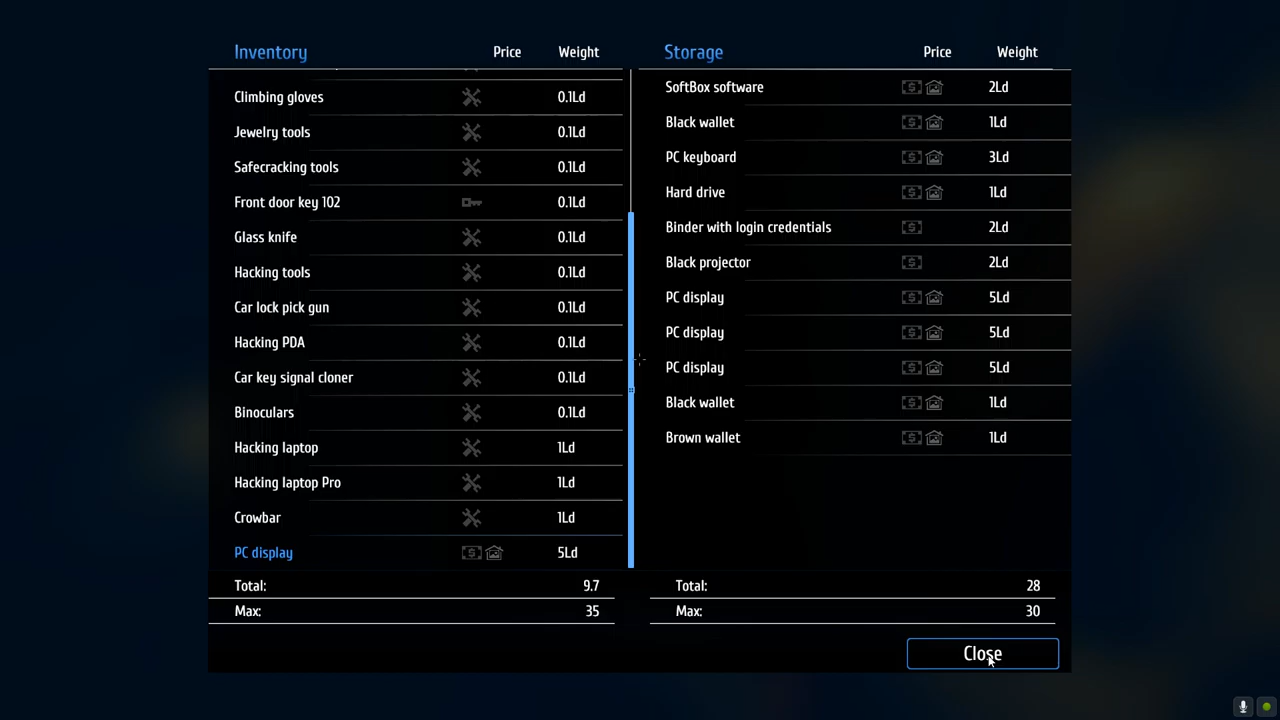 Inventory Price Weight
Climbing gloves 0.1Ld
Jewelry tools 0.1Ld
Safecracking tools 0.1Ld
Front door key 102 0.1Ld
Glass knife 0.1Ld
Hacking tools 0.1Ld
Car lock pick gun 0.1Ld
Hacking PDA 0.1Ld
Car key signal cloner 0.1Ld
Binoculars 0.1Ld
Hacking laptop 1Ld
Hacking laptop Pro 1Ld
Crowbar 1Ld
PC display 5Ld
Total: 9.7
Max: 35
Storage Price Weight
SoftBox software 2Ld
Black wallet 1Ld
PC keyboard 3Ld
Hard drive 1Ld
Binder with login credentials 2Ld
Black projector 2Ld
PC display 5Ld
PC display 5Ld
PC display 5Ld
Black wallet 1Ld
Brown wallet 1Ld
Total: 28
Max: 30
Close